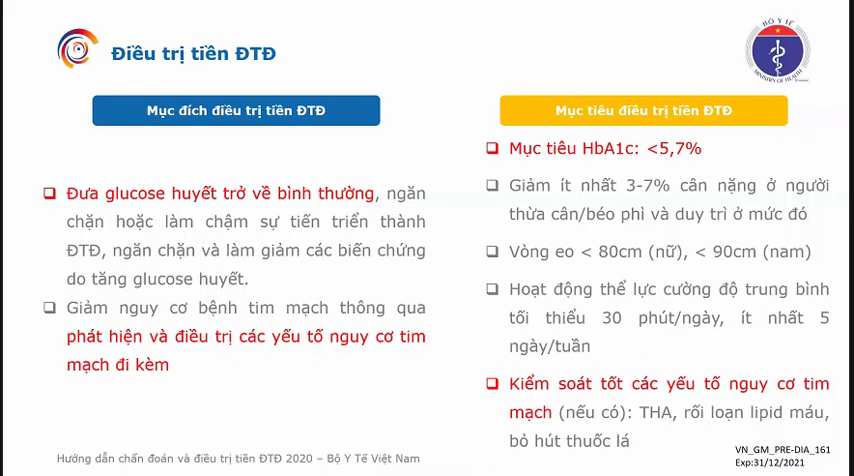 Điều trị tiền ĐTĐ
BỘ Y TẾ
MINISTRY OF HEALTH
Mục đích điều trị tiền ĐTĐ
❑ Đưa glucose huyết trở về bình thường, ngăn
chặn hoặc làm chậm sự tiến triển thành
ĐTĐ, ngăn chặn và làm giảm các biến chứng
do tăng glucose huyết.
❑ Giảm nguy cơ bệnh tim mạch thông qua
phát hiện và điều trị các yếu tố nguy cơ tim
mạch đi kèm
Mục tiêu điều trị tiền ĐTĐ
❑ Mục tiêu HbA1c: <5,7%
❑ Giảm ít nhất 3-7% cân nặng ở người
thừa cân/béo phì và duy trì ở mức đó
❑ Vòng eo < 80cm (nữ), < 90cm (nam)
❑ Hoạt động thể lực cường độ trung bình
tối thiểu 30 phút/ngày, ít nhất 5
ngày/tuần
❑ Kiểm soát tốt các yếu tố nguy cơ tim
mạch (nếu có): THA, rối loạn lipid máu,
bỏ hút thuốc lá
Hướng dẫn chẩn đoán và điều trị tiền ĐTĐ 2020 – Bộ Y Tế Việt Nam
VN_GM_PRE-DIA_161
Exp:31/12/2021